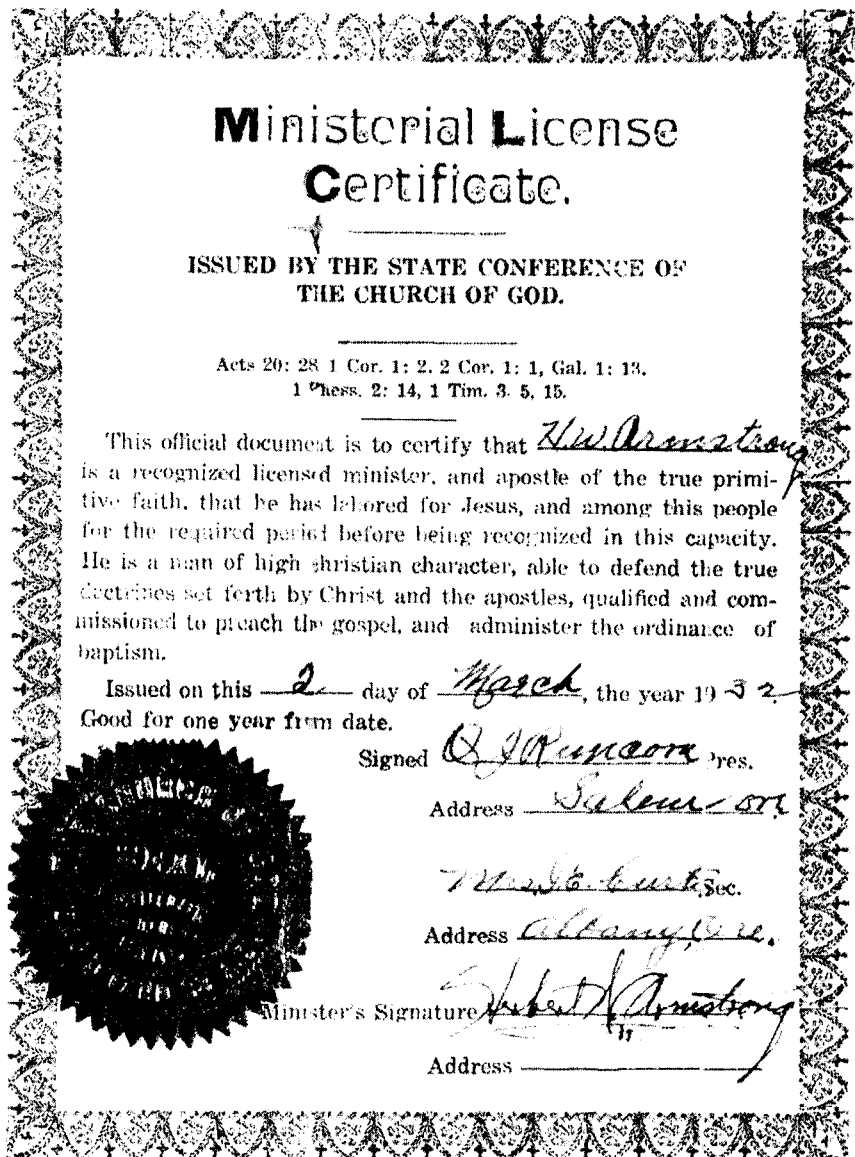 Ministerial License
Certificate.
ISSUED BY THE STATE CONFERENCE OF
THE CHURCH OF GOD.
Acts 20: 28 1 Cor. 1: 2. 2 Cor. 1: 1, Gal. 1: 13.
1 Thess. 2: 14, 1 Tim. 3. 5, 15.
This official document is to certify that H.W. Armstrong
is a recognized licensed minister, and apostle of the true primi-
tive faith, that he has labored for Jesus, and among this people
for the required period before being recognized in this capacity.
He is a man of high christian character, able to defend the true
doctrines set forth by Christ and the apostles, qualified and com-
missioned to preach the gospel, and administer the ordinance of
baptism.
Issued on this 2 day of March, the year 1932
Good for one year from date.
Signed O J Runcorn Pres.
Address Salem Ore.
Mrs. I E. Curtis Sec.
Address Albany, Ore.
Minister's Signature Herbert W. Armstrong
Address